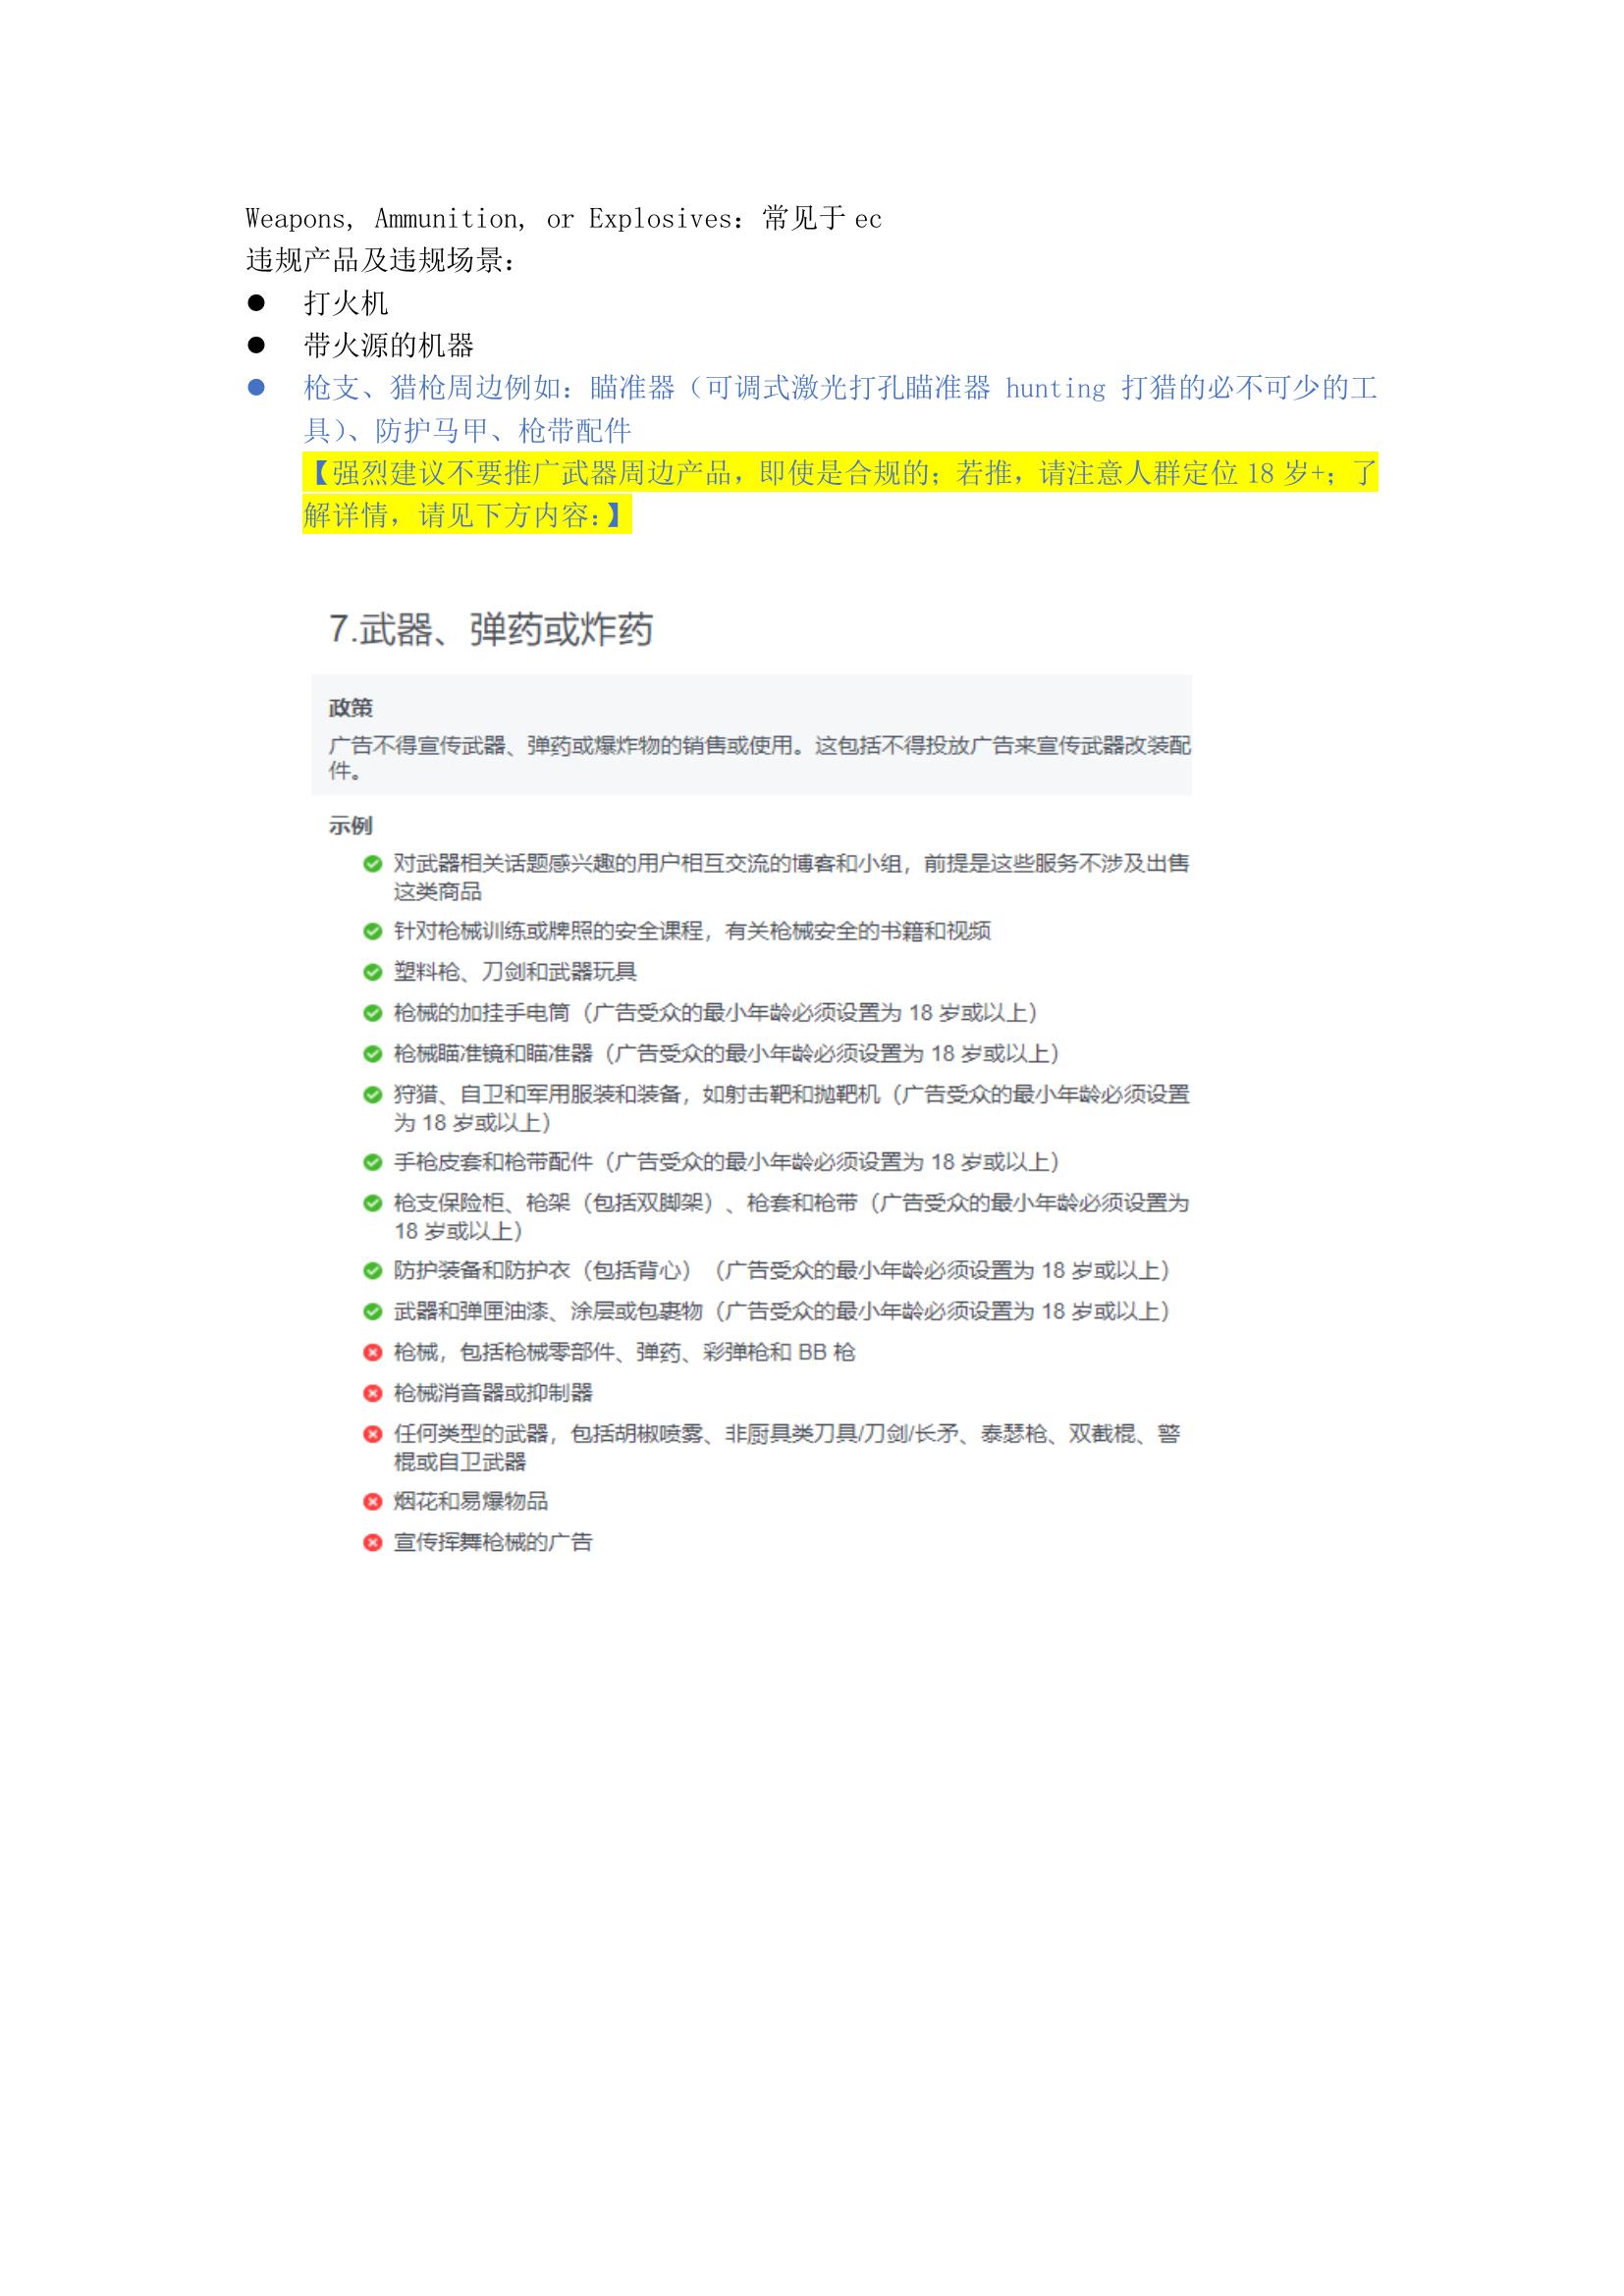 Weapons, Ammunition, or Explosives：常见于 ec
违规产品及违规场景：
● 打火机
● 带火源的机器
● 枪支、猎枪周边例如：瞄准器（可调式激光打孔瞄准器 hunting 打猎的必不可少的工
具）、防护马甲、枪带配件
【强烈建议不要推广武器周边产品，即使是合规的；若推，请注意人群定位 18 岁+；了
解详情，请见下方内容：】
7.武器、弹药或炸药
政策
广告不得宣传武器、弹药或爆炸物的销售或使用。这包括不得投放广告来宣传武器改装配
件。
示例
对武器相关话题感兴趣的用户相互交流的博客和小组，前提是这些服务不涉及出售
这类商品
针对枪械训练或牌照的安全课程，有关枪械安全的书籍和视频
塑料枪、刀剑和武器玩具
枪械的加挂手电筒（广告受众的最小年龄必须设置为 18 岁或以上）
枪械瞄准镜和瞄准器（广告受众的最小年龄必须设置为 18 岁或以上）
狩猎、自卫和军用服装和装备，如射击靶和抛靶机（广告受众的最小年龄必须设置
为 18 岁或以上）
手枪皮套和枪带配件（广告受众的最小年龄必须设置为 18 岁或以上）
枪支保险柜、枪架（包括双脚架）、枪套和枪带（广告受众的最小年龄必须设置为
18 岁或以上）
防护装备和防护衣（包括背心）（广告受众的最小年龄必须设置为 18 岁或以上）
武器和弹匣油漆、涂层或包裹物（广告受众的最小年龄必须设置为 18 岁或以上）
枪械，包括枪械零部件、弹药、彩弹枪和 BB 枪
枪械消音器或抑制器
任何类型的武器，包括胡椒喷雾、非厨具类刀具/刀剑/长矛、泰瑟枪、双截棍、警
棍或自卫武器
烟花和易爆物品
宣传挥舞枪械的广告